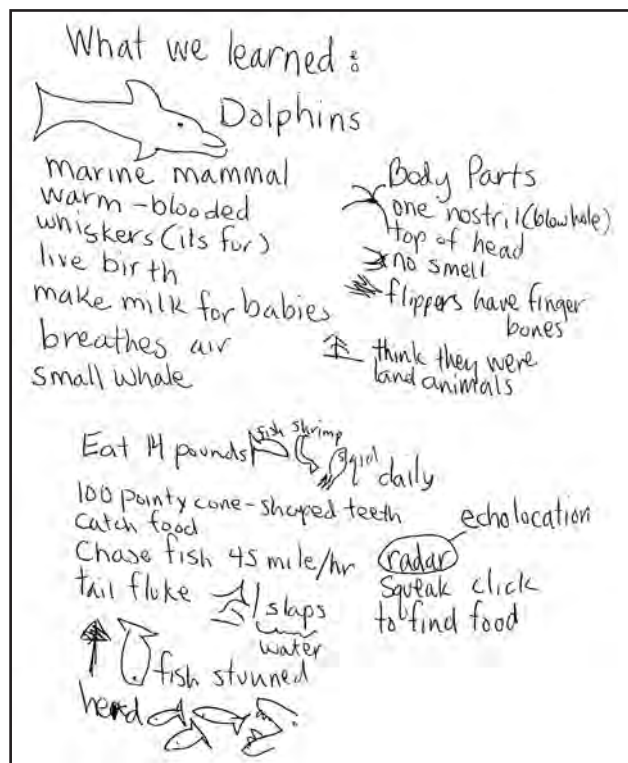 What we learned:
Dolphins
marine mammal
warm-blooded
whiskers (its fur)
live birth
make milk for babies
breathes air
small whale
Body Parts
one nostril (blowhole)
top of head
no smell
flippers have finger
bones
think they were
land animals
Eat 14 pounds fish shrimp squid daily
100 pointy cone-shaped teeth
catch food
Chase fish 45 mile/hr
tail fluke slaps
water
fish stunned
herd
echolocation
radar
squeak click
to find food